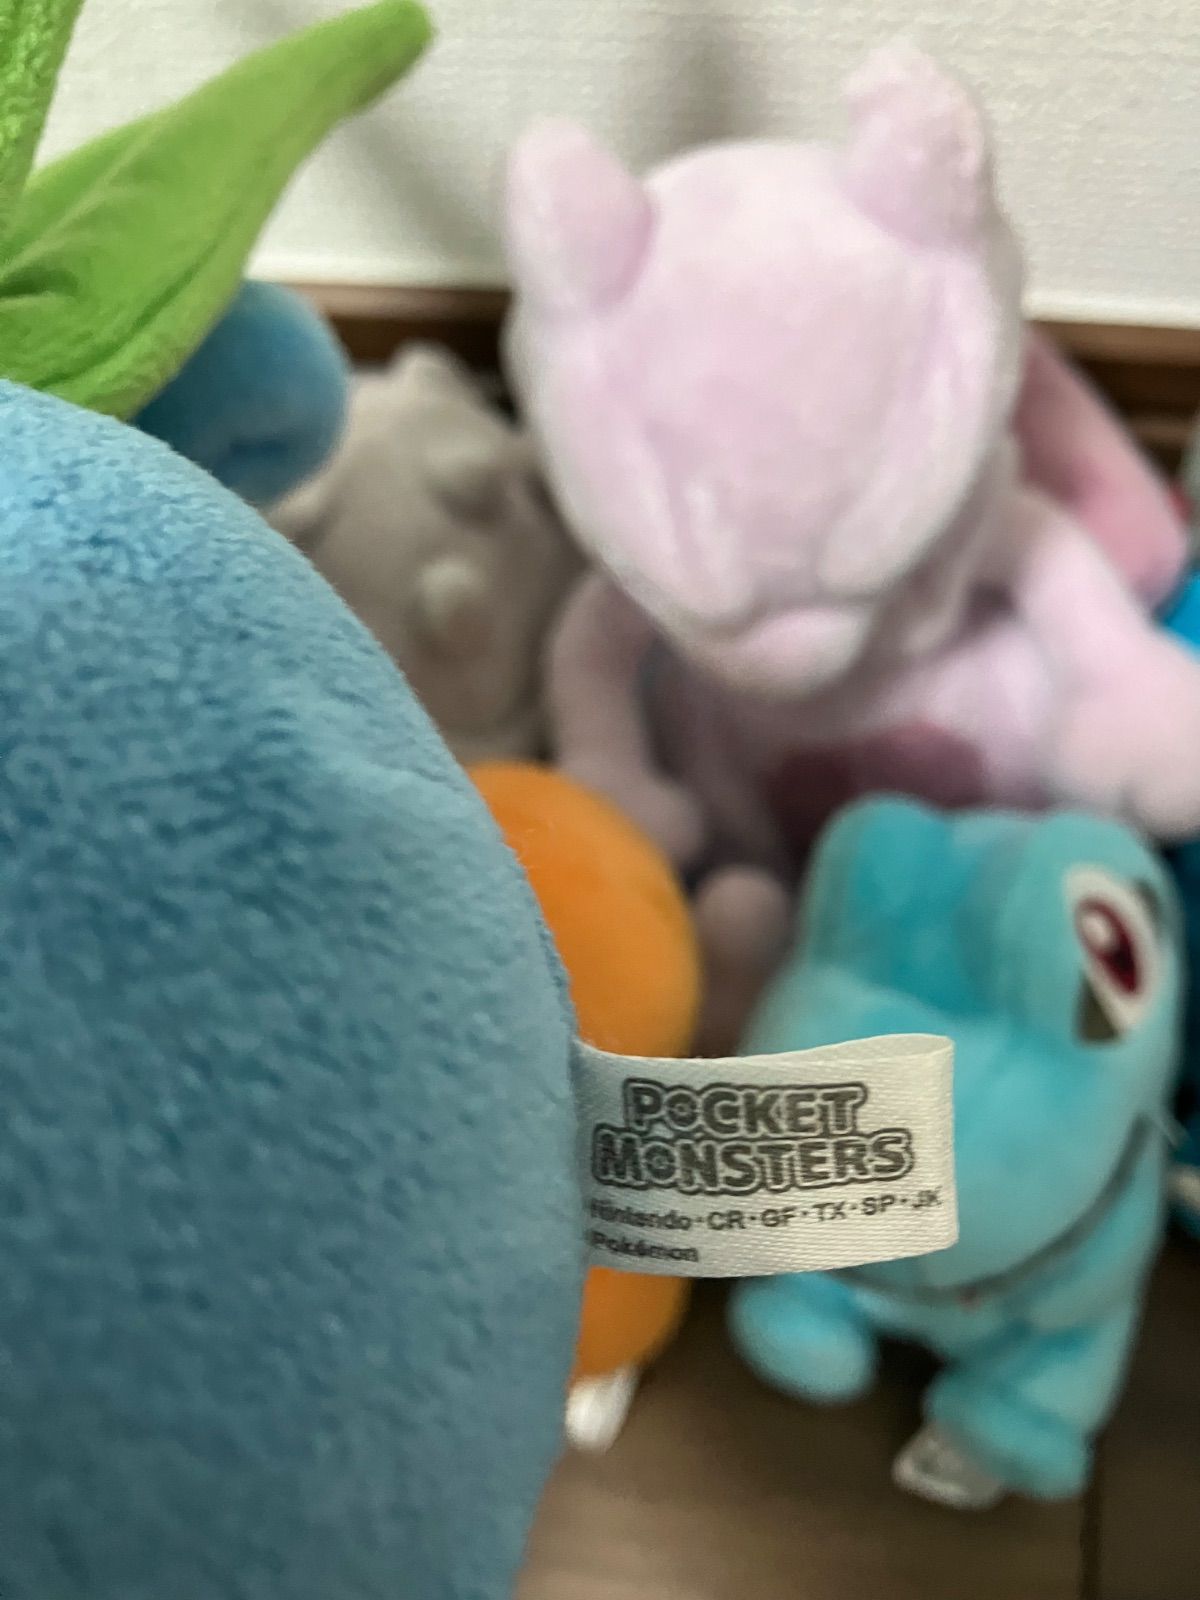 POCKET
MONSTERS
Nintendo・CR・GF・TX・SP・JK
Pokémon